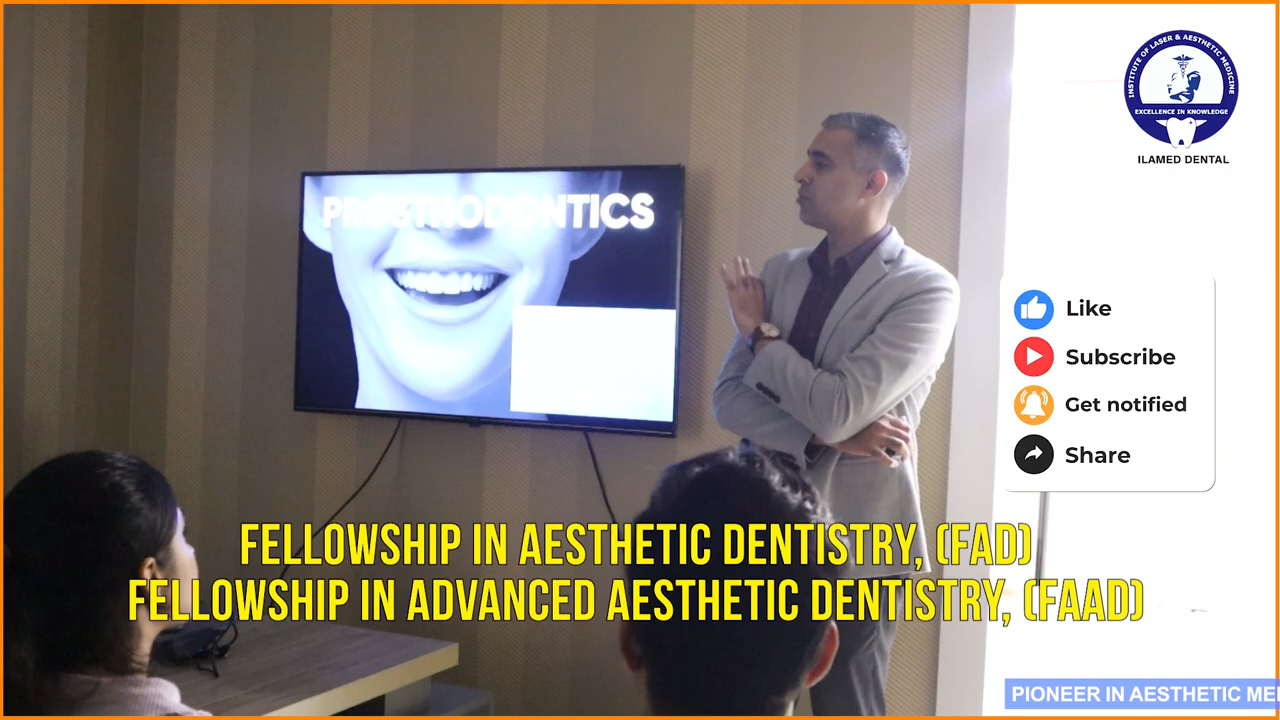 INSTITUTE OF LASER & AESTHETIC MEDICINE
EXCELLENCE IN KNOWLEDGE
ILAMED DENTAL
PROSTHODONTICS
Like
Subscribe
Get notified
Share
FELLOWSHIP IN AESTHETIC DENTISTRY, (FAD)
FELLOWSHIP IN ADVANCED AESTHETIC DENTISTRY, (FAAD)
PIONEER IN AESTHETIC